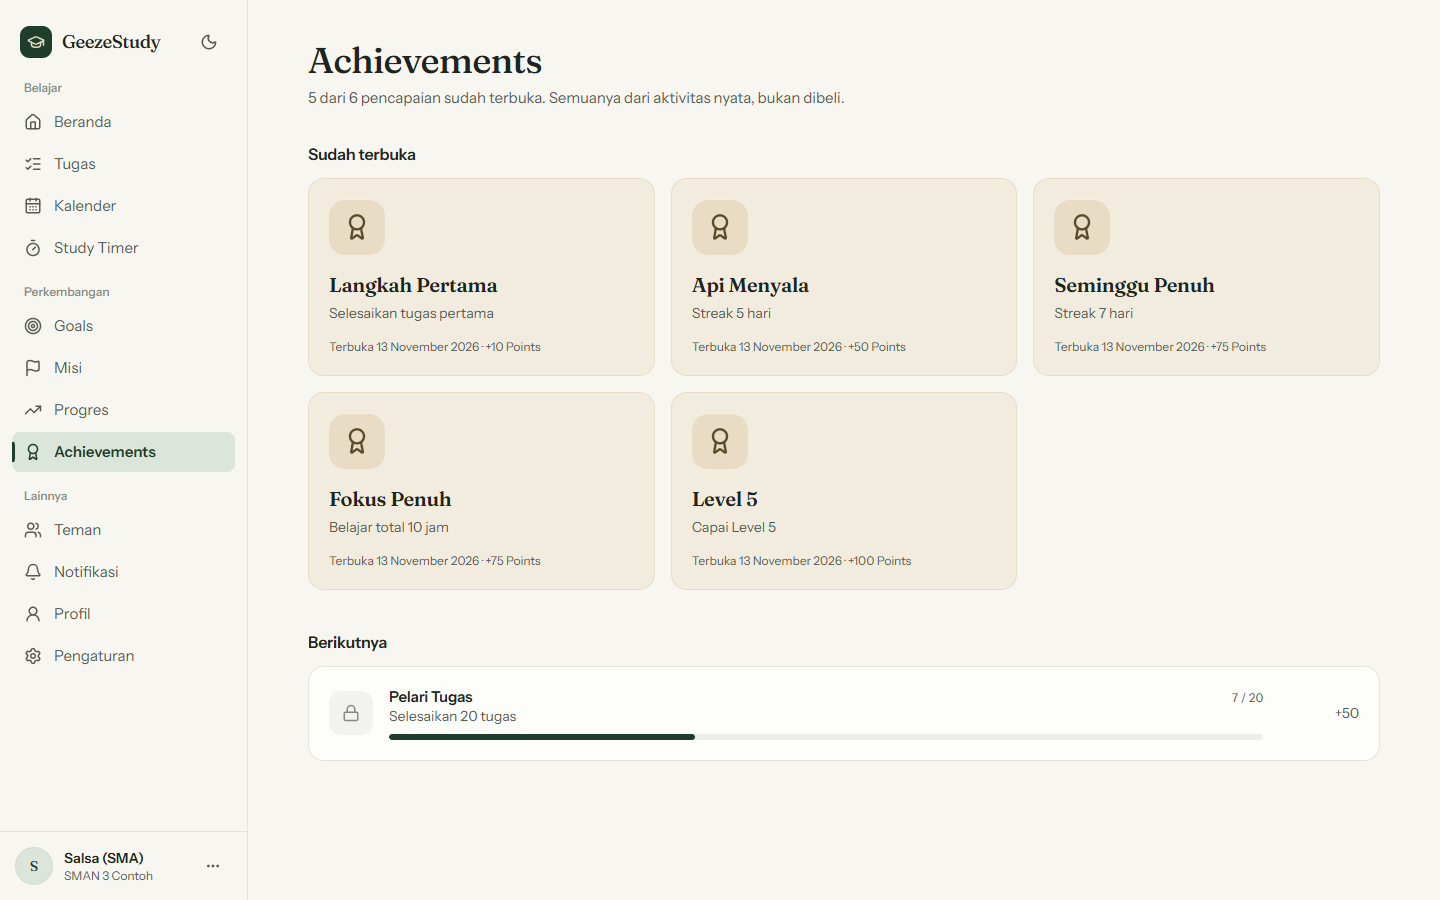 GeezeStudy
Belajar
Beranda
Tugas
Kalender
Study Timer
Perkembangan
Goals
Misi
Progres
Achievements
Lainnya
Teman
Notifikasi
Profil
Pengaturan
S
Salsa (SMA)
SMAN 3 Contoh
Achievements
5 dari 6 pencapaian sudah terbuka. Semuanya dari aktivitas nyata, bukan dibeli.
Sudah terbuka
Langkah Pertama
Selesaikan tugas pertama
Terbuka 13 November 2026 · +10 Points
Api Menyala
Streak 5 hari
Terbuka 13 November 2026 · +50 Points
Seminggu Penuh
Streak 7 hari
Terbuka 13 November 2026 · +75 Points
Fokus Penuh
Belajar total 10 jam
Terbuka 13 November 2026 · +75 Points
Level 5
Capai Level 5
Terbuka 13 November 2026 · +100 Points
Berikutnya
Pelari Tugas
7 / 20
Selesaikan 20 tugas
+50